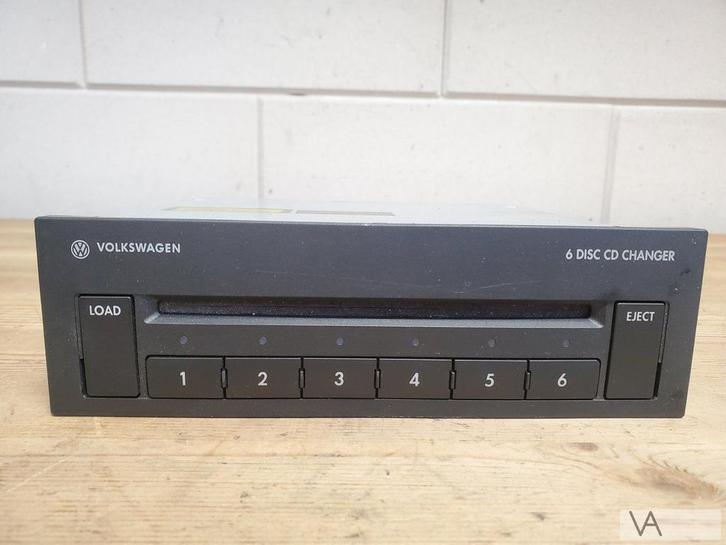 VOLKSWAGEN
6 DISC CD CHANGER
LOAD
EJECT
1 2 3 4 5 6
VA